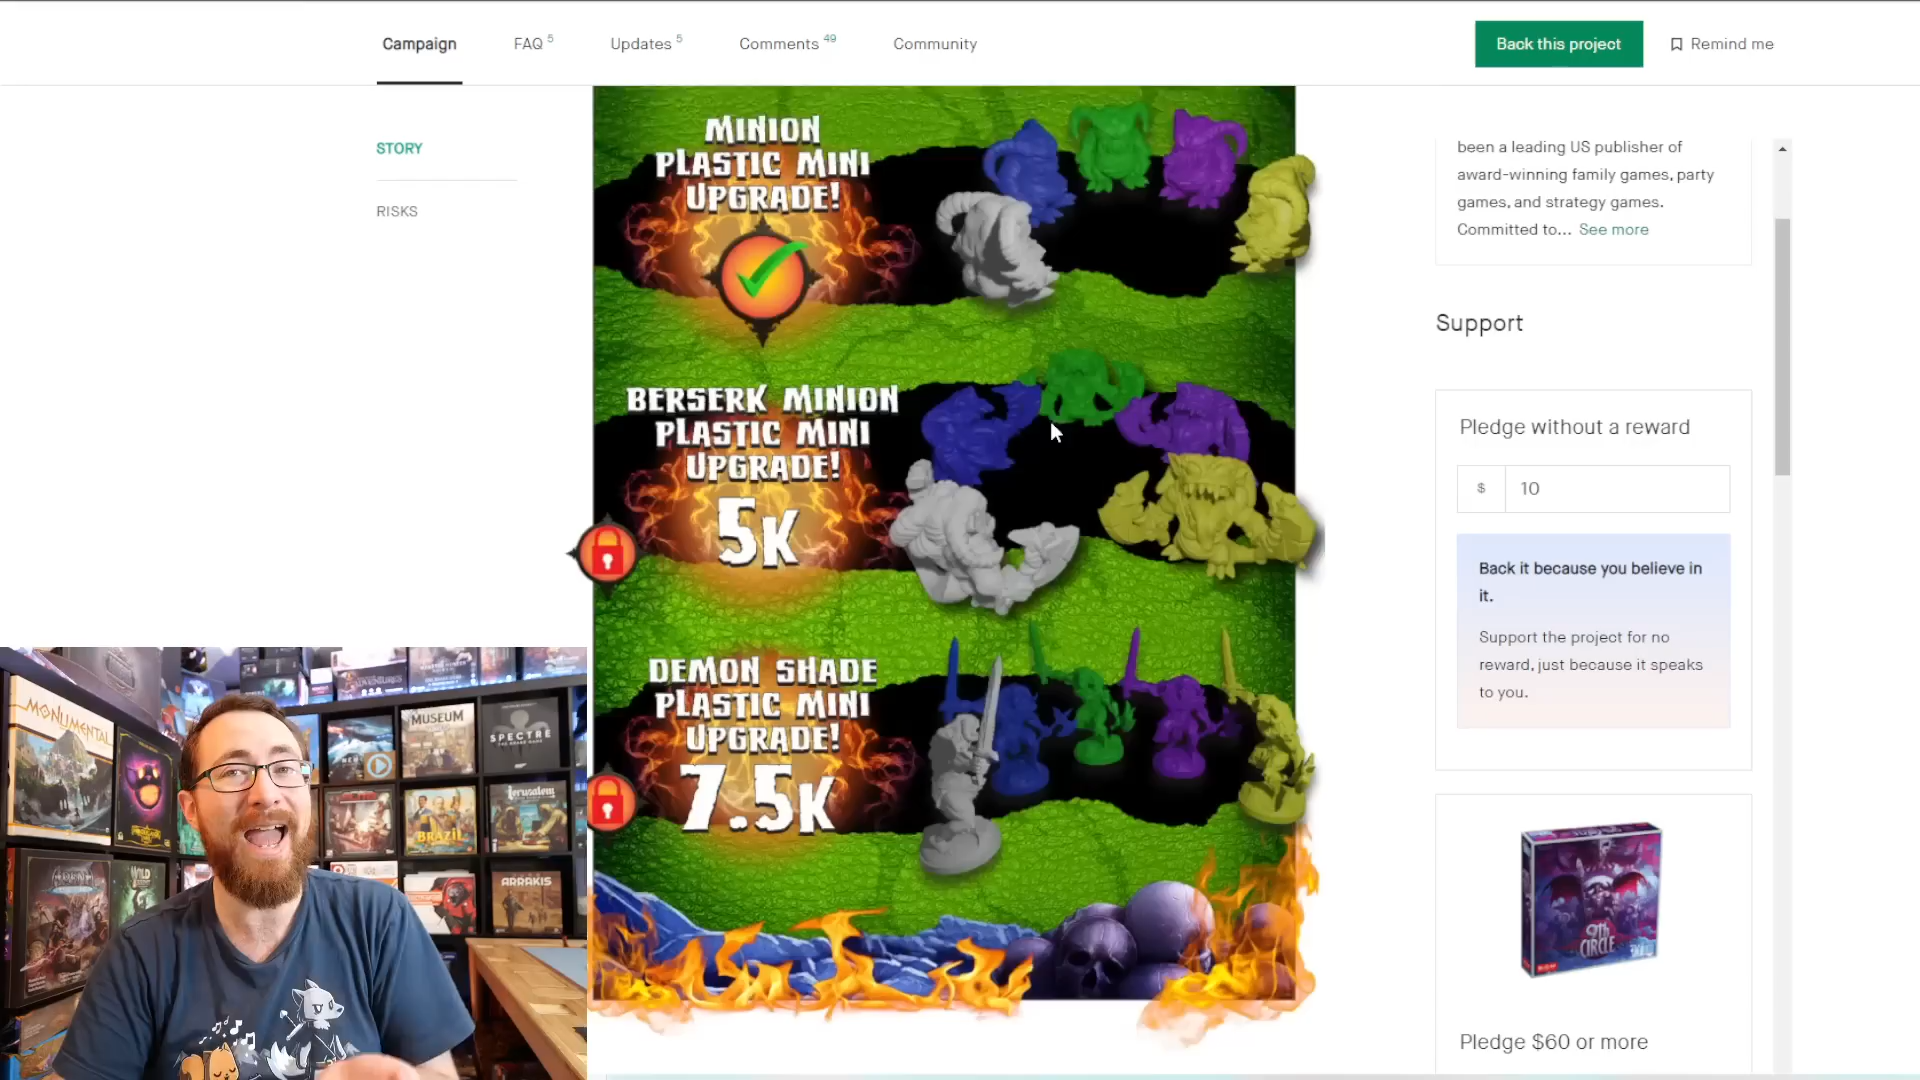 Campaign
FAQ 5
Updates 5
Comments 49
Community
Back this project
Remind me
STORY
RISKS
MINION
PLASTIC MINI
UPGRADE!
BERSERK MINION
PLASTIC MINI
UPGRADE!
5K
DEMON SHADE
PLASTIC MINI
UPGRADE!
7.5K
been a leading US publisher of
award-winning family games, party
games, and strategy games.
Committed to... See more
Support
Pledge without a reward
$ 10
Back it because you believe in
it.
Support the project for no
reward, just because it speaks
to you.
9TH
CIRCLE
Pledge $60 or more
MONUMENTAL
MUSEUM
SPECTRE
BRAZIL
Jerusalem
WILD
ARRAKIS